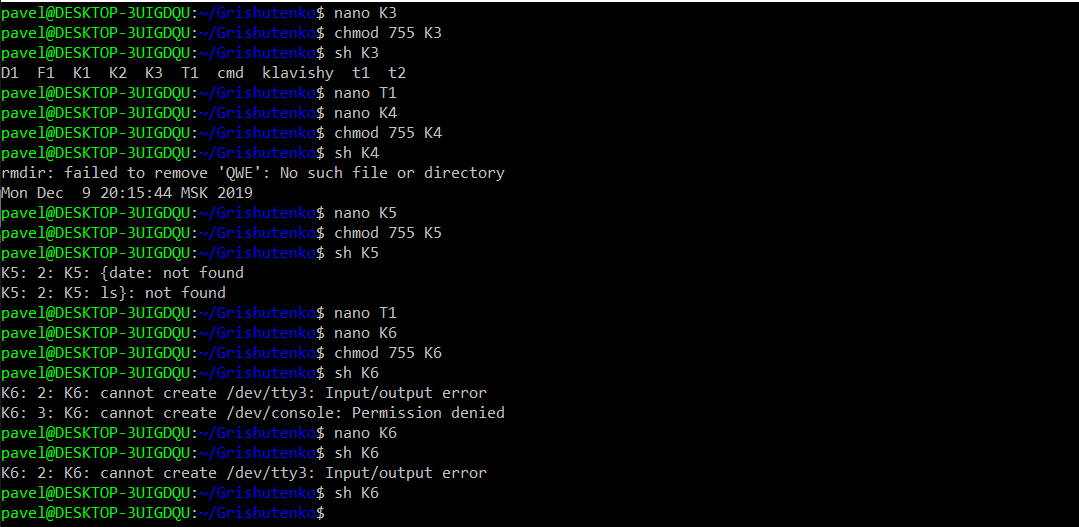 pavel@DESKTOP-3UIGDQU:~/Grishutenko$ nano K3
pavel@DESKTOP-3UIGDQU:~/Grishutenko$ chmod 755 K3
pavel@DESKTOP-3UIGDQU:~/Grishutenko$ sh K3
D1  F1  K1  K2  K3  T1  cmd  klavishy  t1  t2
pavel@DESKTOP-3UIGDQU:~/Grishutenko$ nano T1
pavel@DESKTOP-3UIGDQU:~/Grishutenko$ nano K4
pavel@DESKTOP-3UIGDQU:~/Grishutenko$ chmod 755 K4
pavel@DESKTOP-3UIGDQU:~/Grishutenko$ sh K4
rmdir: failed to remove 'QWE': No such file or directory
Mon Dec  9 20:15:44 MSK 2019
pavel@DESKTOP-3UIGDQU:~/Grishutenko$ nano K5
pavel@DESKTOP-3UIGDQU:~/Grishutenko$ chmod 755 K5
pavel@DESKTOP-3UIGDQU:~/Grishutenko$ sh K5
K5: 2: K5: {date: not found
K5: 2: K5: ls}: not found
pavel@DESKTOP-3UIGDQU:~/Grishutenko$ nano T1
pavel@DESKTOP-3UIGDQU:~/Grishutenko$ nano K6
pavel@DESKTOP-3UIGDQU:~/Grishutenko$ chmod 755 K6
pavel@DESKTOP-3UIGDQU:~/Grishutenko$ sh K6
K6: 2: K6: cannot create /dev/tty3: Input/output error
K6: 3: K6: cannot create /dev/console: Permission denied
pavel@DESKTOP-3UIGDQU:~/Grishutenko$ nano K6
pavel@DESKTOP-3UIGDQU:~/Grishutenko$ sh K6
K6: 2: K6: cannot create /dev/tty3: Input/output error
pavel@DESKTOP-3UIGDQU:~/Grishutenko$ sh K6
pavel@DESKTOP-3UIGDQU:~/Grishutenko$